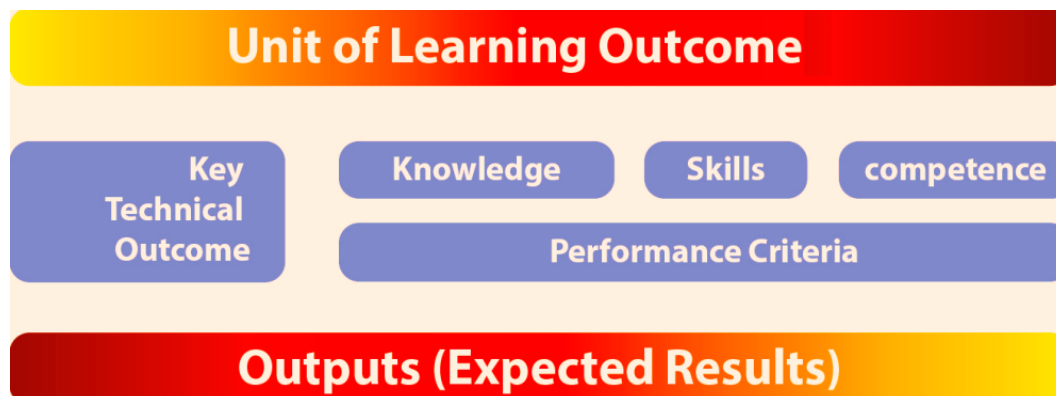 Unit of Learning Outcome
Key
Technical
Outcome
Knowledge
Skills
competence
Performance Criteria
Outputs (Expected Results)